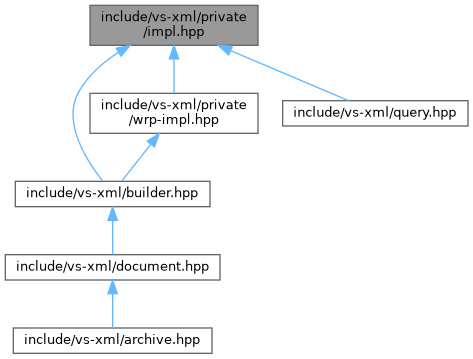 include/vs-xml/private
/impl.hpp
include/vs-xml/private
/wrp-impl.hpp
include/vs-xml/query.hpp
include/vs-xml/builder.hpp
include/vs-xml/document.hpp
include/vs-xml/archive.hpp